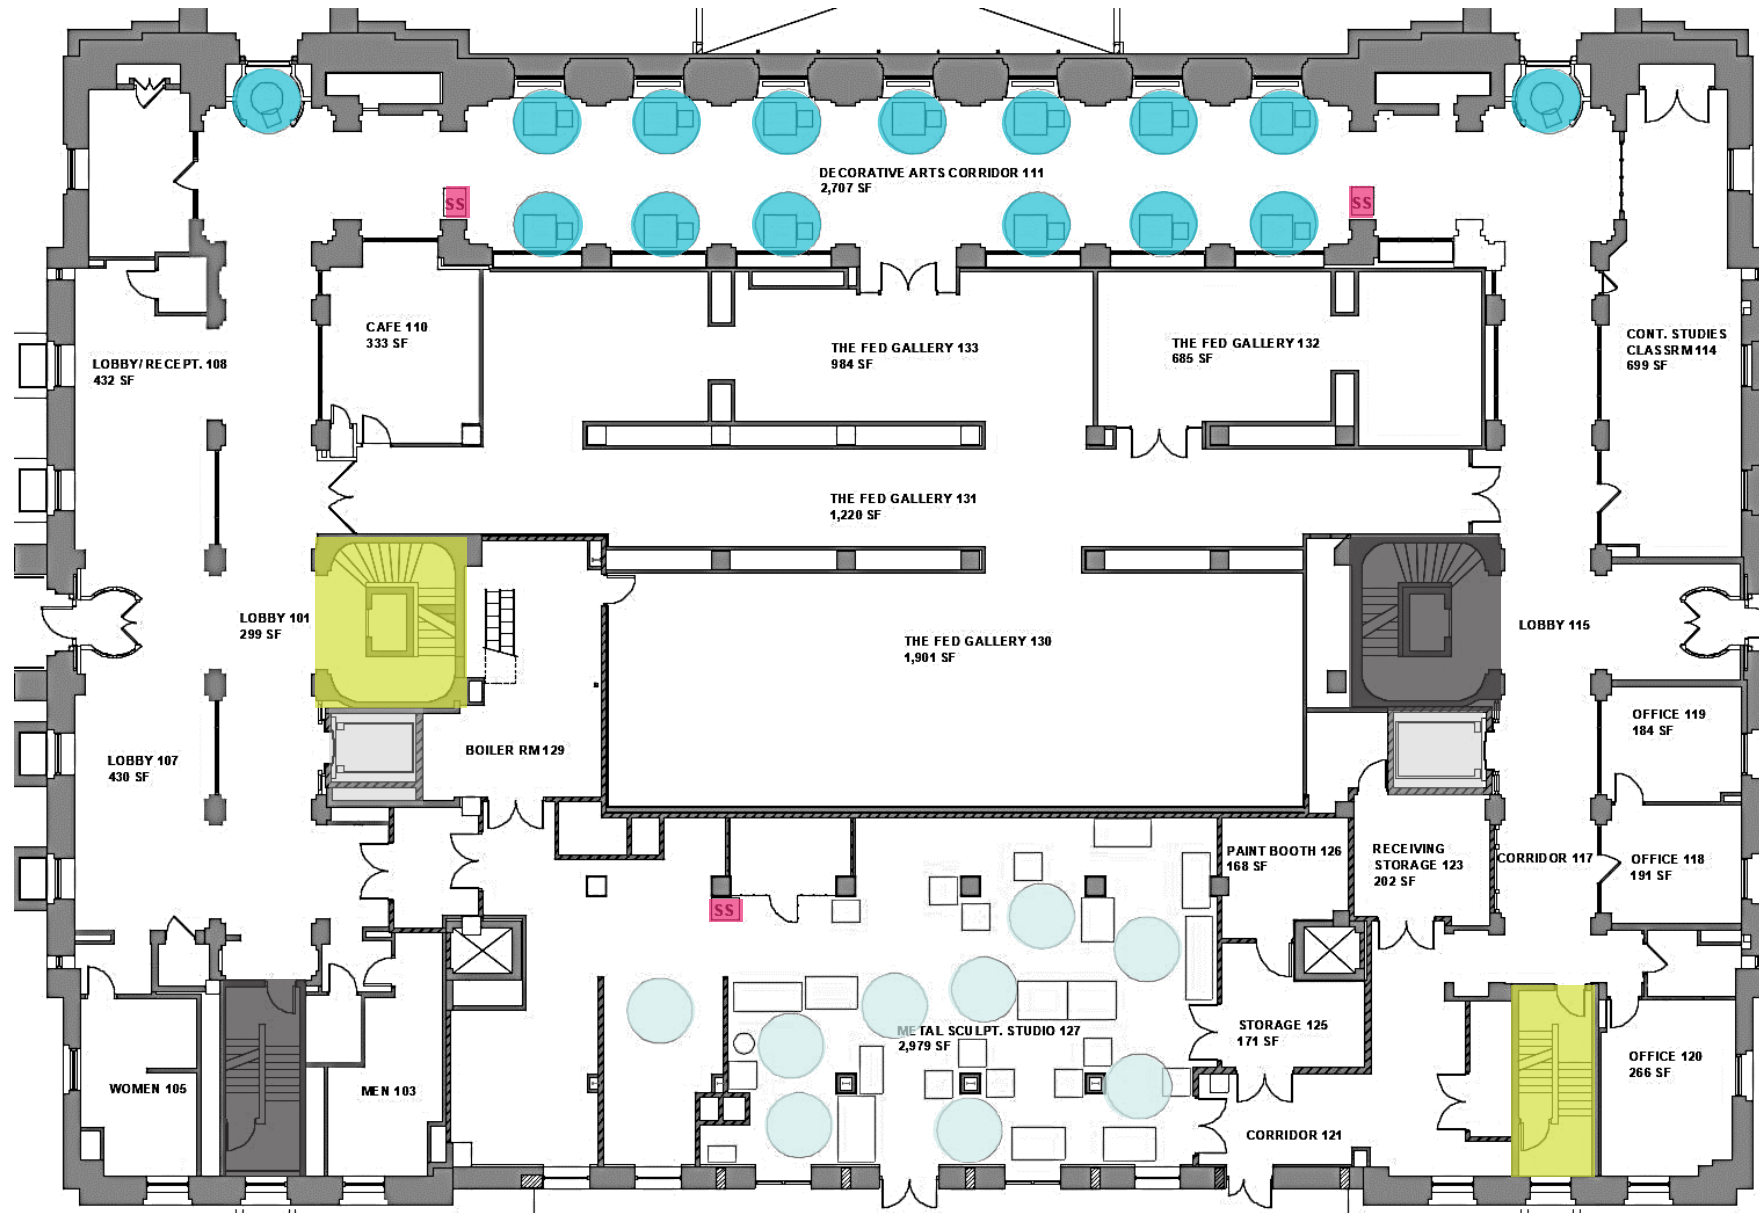 DECORATIVE ARTS CORRIDOR 111
2,707 SF
SS
SS
CAFE 110
333 SF
LOBBY/ RECEPT. 108
432 SF
THE FED GALLERY 133
984 SF
THE FED GALLERY 132
685 SF
CONT. STUDIES
CLASSRM 114
699 SF
THE FED GALLERY 131
1,220 SF
LOBBY 101
299 SF
THE FED GALLERY 130
1,901 SF
LOBBY 115
OFFICE 119
184 SF
LOBBY 107
430 SF
BOILER RM 129
PAINT BOOTH 126
168 SF
RECEIVING
STORAGE 123
202 SF
CORRIDOR 117
OFFICE 118
191 SF
SS
METAL SCULPT. STUDIO 127
2,979 SF
STORAGE 125
171 SF
WOMEN 105
MEN 103
OFFICE 120
266 SF
CORRIDOR 121